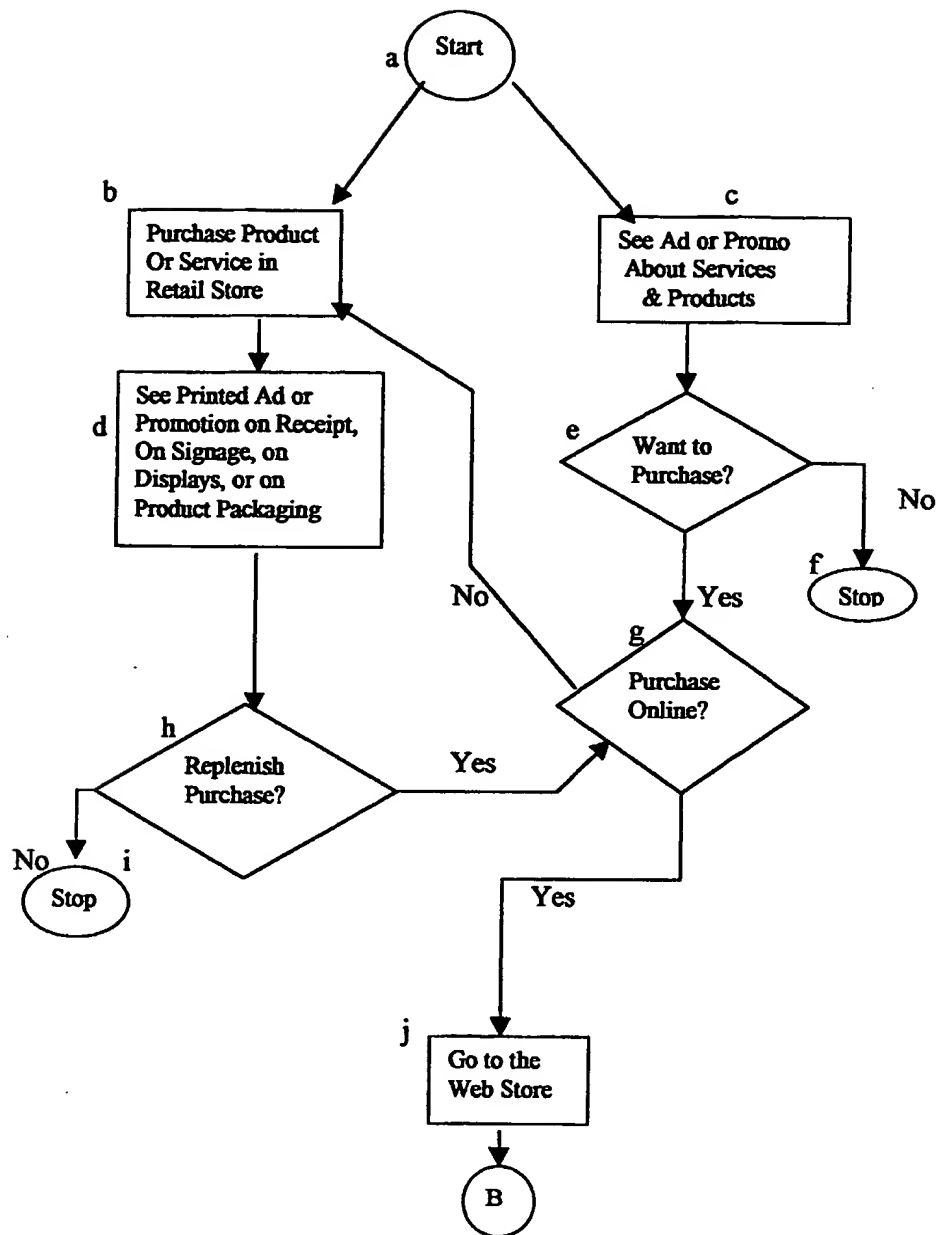 Start
a
b
c
Purchase Product
Or Service in
Retail Store
See Ad or Promo
About Services
& Products
d
See Printed Ad or
Promotion on Receipt,
On Signage, on
Displays, or on
Product Packaging
e
Want to
Purchase?
No
f
Stop
No
Yes
g
Purchase
Online?
h
Replenish
Purchase?
Yes
No
i
Stop
Yes
j
Go to the
Web Store
B